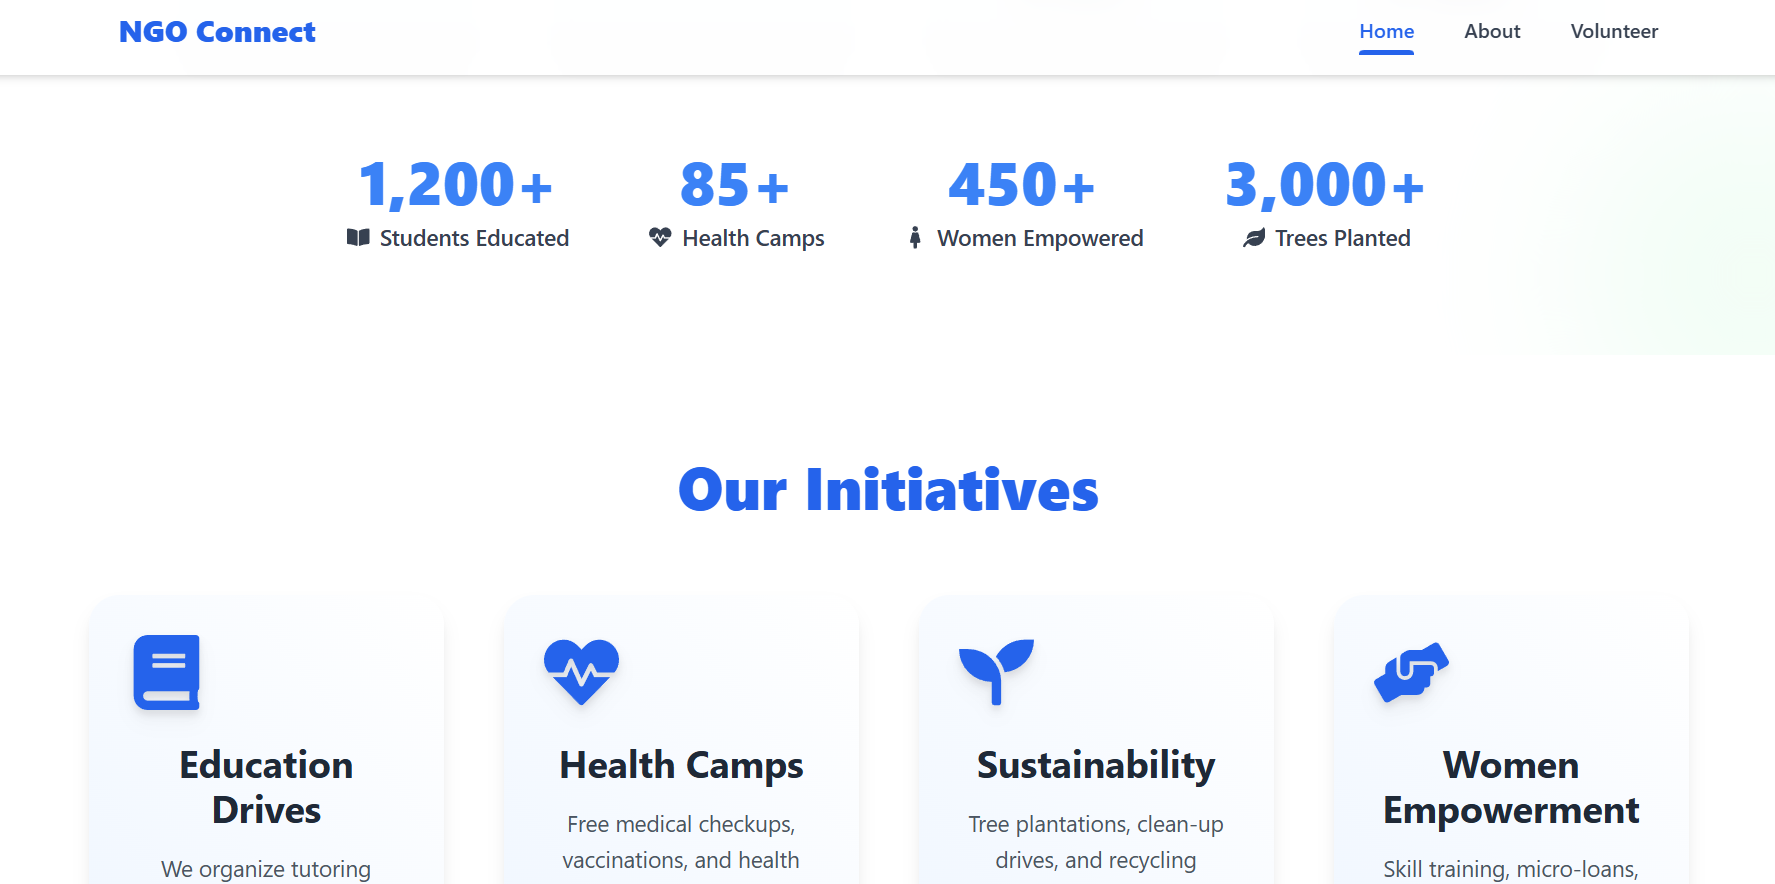 NGO Connect
Home About Volunteer
1,200+ 85+ 450+ 3,000+
Students Educated Health Camps Women Empowered Trees Planted
Our Initiatives
Education
Drives
We organize tutoring
Health Camps
Free medical checkups,
vaccinations, and health
Sustainability
Tree plantations, clean-up
drives, and recycling
Women
Empowerment
Skill training, micro-loans,